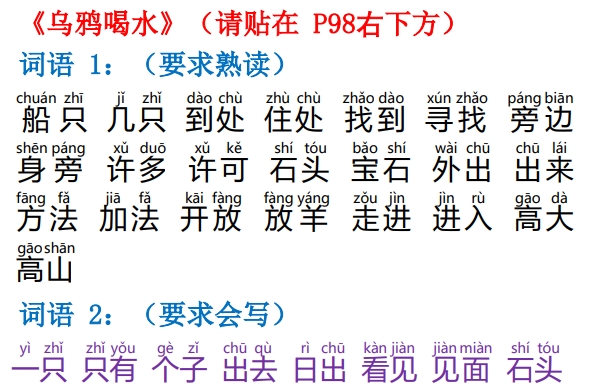 《乌鸦喝水》（请贴在 P98右下方）
词语 1：（要求熟读）
chuán zhī jǐ zhǐ dào chù zhù chù zhǎo dào xún zhǎo páng biān
船只 几只 到处 住处 找到 寻找 旁边
shēn páng xǔ duō xǔ kě shí tóu bǎo shí wài chū chū lái
身旁 许多 许可 石头 宝石 外出 出来
fāng fǎ jiā fǎ kāi fàng fàng yáng zǒu jìn jìn rù gāo dà
方法 加法 开放 放羊 走进 进入 高大
gāo shān
高山
词语 2：（要求会写）
yì zhǐ zhǐ yǒu gè zǐ chū qù rì chū kàn jiàn jiàn miàn shí tóu
一只 只有 个子 出去 日出 看见 见面 石头